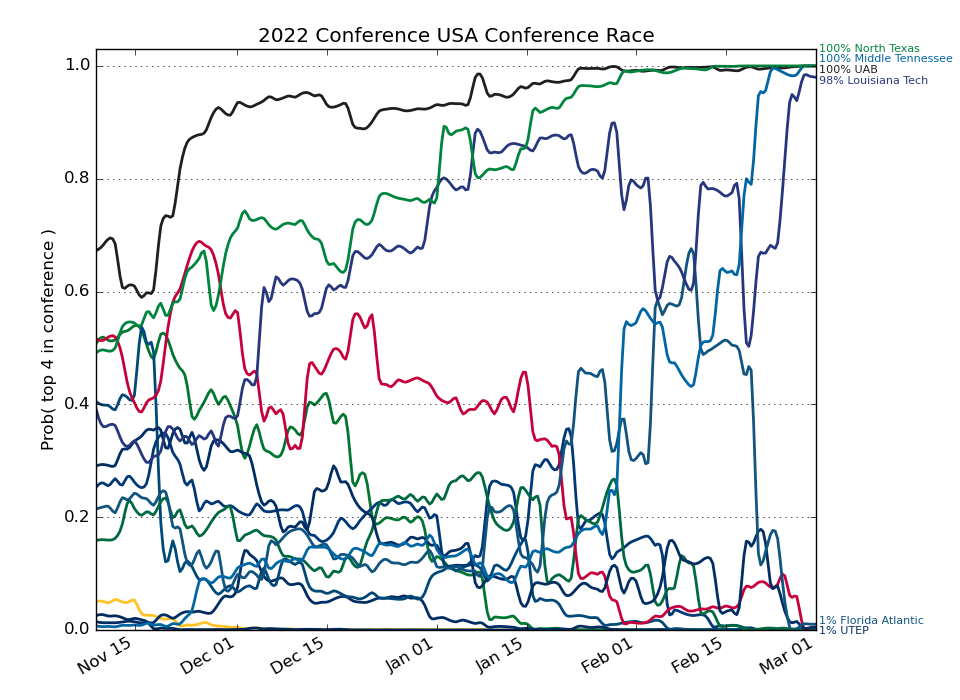 2022 Conference USA Conference Race
100% North Texas
100% Middle Tennessee
100% UAB
98% Louisiana Tech
1.0
0.8
0.6
0.4
0.2
0.0
Prob( top 4 in conference )
1% Florida Atlantic
1% UTEP
Nov 15
Dec 01
Dec 15
Jan 01
Jan 15
Feb 01
Feb 15
Mar 01